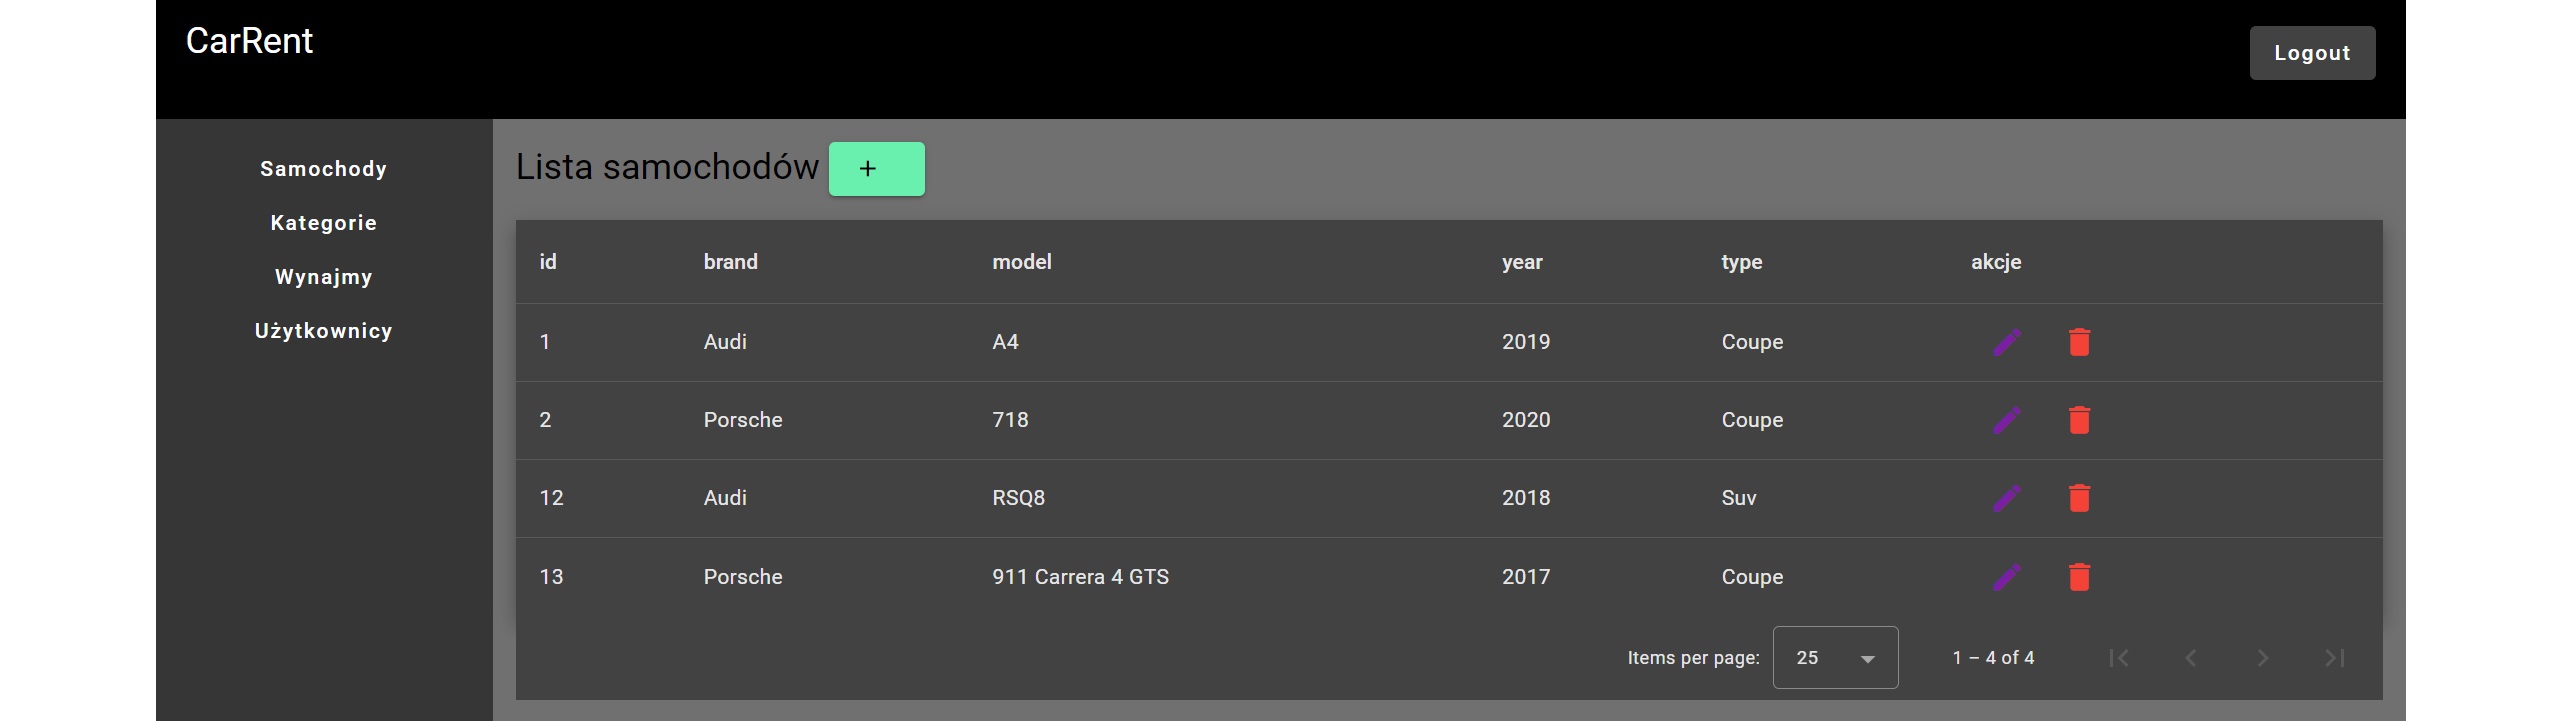 CarRent
Logout
Samochody
Kategorie
Wynajmy
Użytkownicy
Lista samochodów +
id brand model year type akcje
1 Audi A4 2019 Coupe
2 Porsche 718 2020 Coupe
12 Audi RSQ8 2018 Suv
13 Porsche 911 Carrera 4 GTS 2017 Coupe
Items per page: 25 1 – 4 of 4